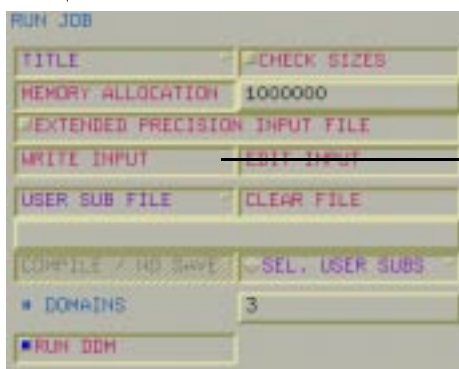 RUN JOB
TITLE CHECK SIZES
MEMORY ALLOCATION 1000000
EXTENDED PRECISION INPUT FILE
WRITE INPUT EDIT INPUT
USER SUB FILE CLEAR FILE
COMPILE / NO SAVE SEL. USER SUBS
# DOMAINS 3
RUN DDM